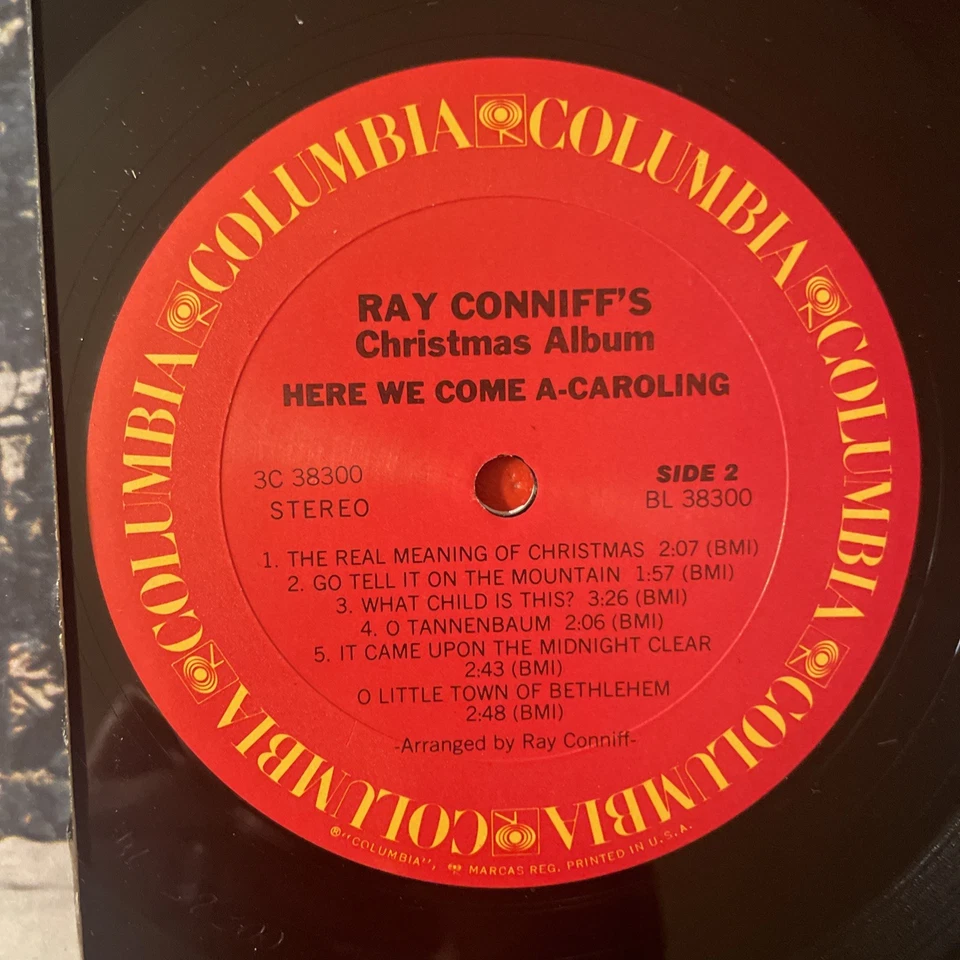 COLUMBIA COLUMBIA COLUMBIA COLUMBIA COLUMBIA COLUMBIA
RAY CONNIFF'S
Christmas Album
HERE WE COME A-CAROLING
3C 38300
STEREO
SIDE 2
BL 38300
1. THE REAL MEANING OF CHRISTMAS 2:07 (BMI)
2. GO TELL IT ON THE MOUNTAIN 1:57 (BMI)
3. WHAT CHILD IS THIS? 3:26 (BMI)
4. O TANNENBAUM 2:06 (BMI)
5. IT CAME UPON THE MIDNIGHT CLEAR
2:43 (BMI)
O LITTLE TOWN OF BETHLEHEM
2:48 (BMI)
-Arranged by Ray Conniff-
®"COLUMBIA", MARCAS REG. PRINTED IN U.S.A.